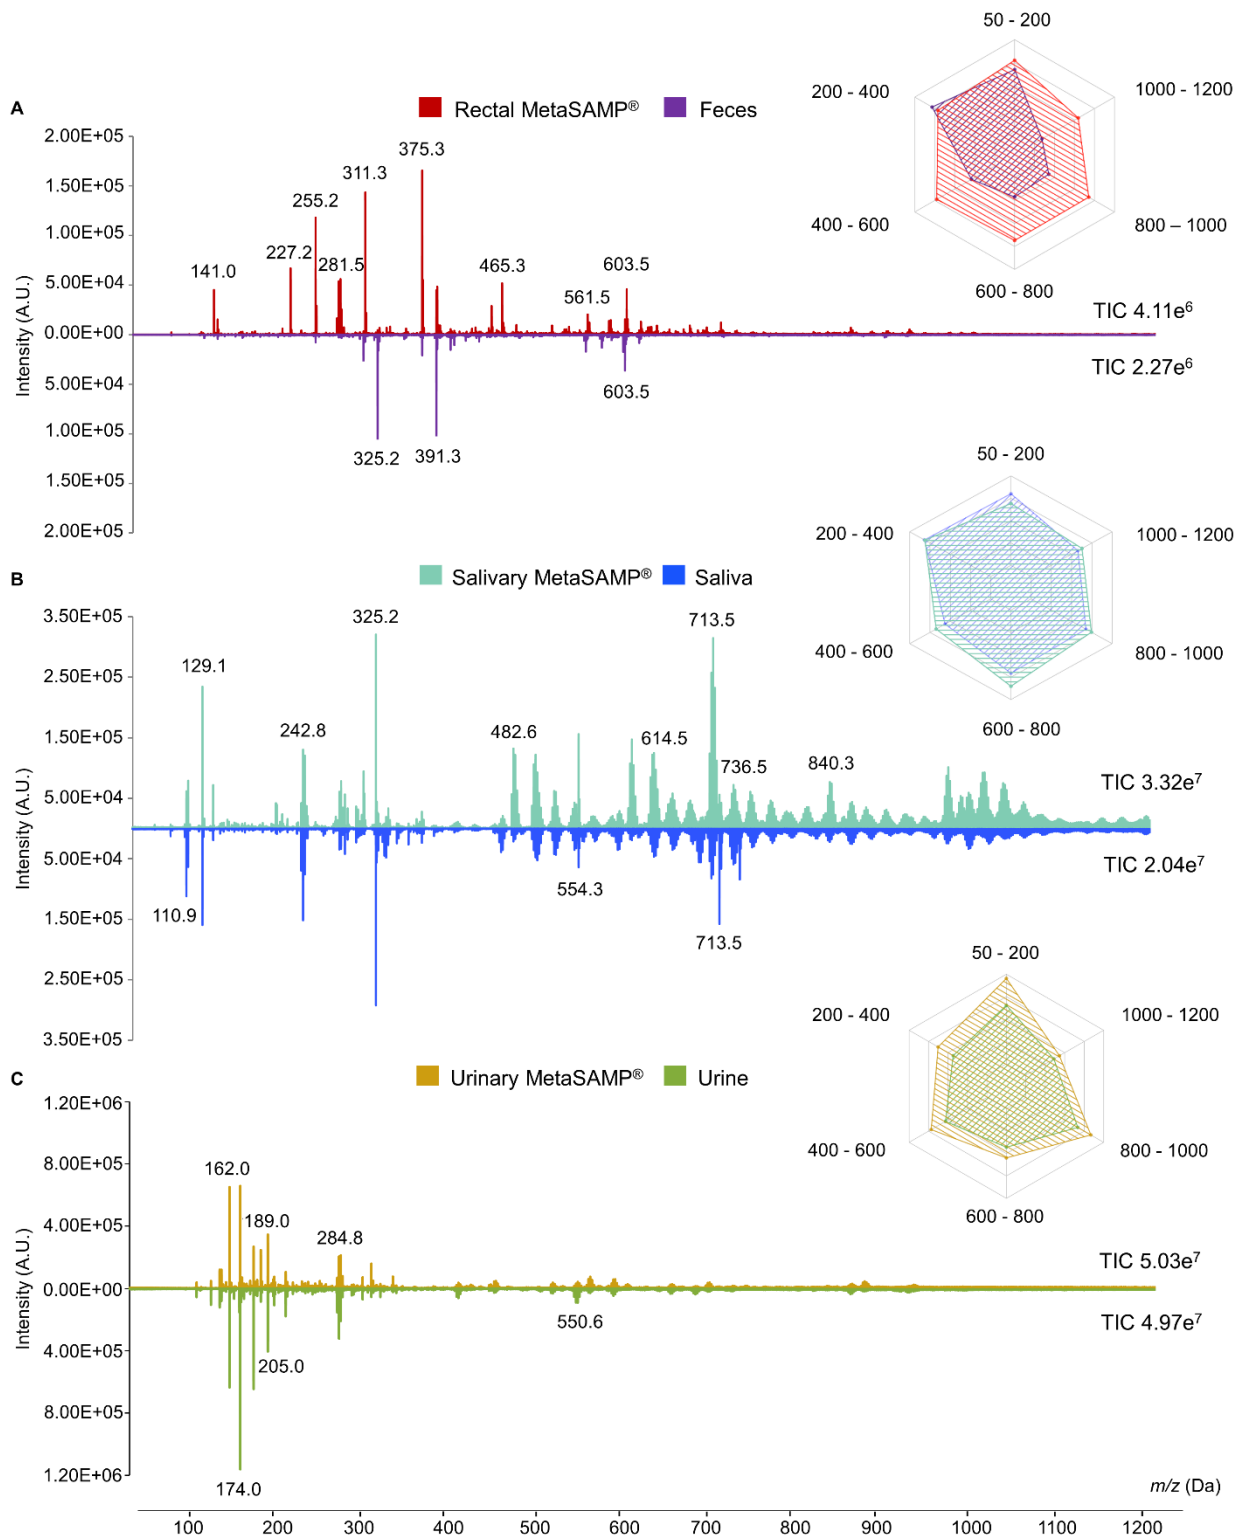 50 - 200
200 - 400
1000 - 1200
A
Rectal MetaSAMP® Feces
2.00E+05
375.3
1.50E+05
311.3
255.2
1.00E+05
400 - 600
800 – 1000
227.2
281.5
141.0
465.3
603.5
600 - 800
5.00E+04
561.5
TIC 4.11e6
0.00E+00
Intensity (A.U.)
TIC 2.27e6
5.00E+04
603.5
1.00E+05
325.2
391.3
50 - 200
1.50E+05
2.00E+05
200 - 400
1000 - 1200
B
Salivary MetaSAMP® Saliva
3.50E+05
325.2
713.5
400 - 600
800 - 1000
129.1
2.50E+05
242.8
482.6
614.5
600 - 800
1.50E+05
736.5
840.3
TIC 3.32e7
5.00E+04
Intensity (A.U.)
5.00E+04
TIC 2.04e7
554.3
110.9
1.50E+05
713.5
50 - 200
2.50E+05
200 - 400
1000 - 1200
3.50E+05
C
Urinary MetaSAMP® Urine
1.20E+06
400 - 600
800 - 1000
8.00E+05
162.0
600 - 800
189.0
4.00E+05
284.8
TIC 5.03e7
0.00E+00
Intensity (A.U.)
550.6
TIC 4.97e7
4.00E+05
205.0
8.00E+05
1.20E+06
174.0
m/z (Da)
100 200 300 400 500 600 700 800 900 1000 1100 1200